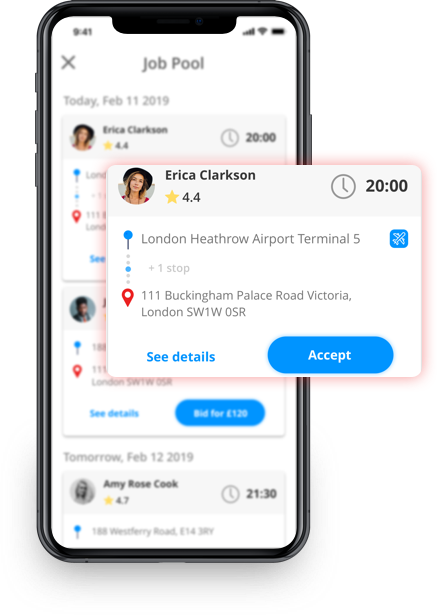 9:41
Job Pool
Today, Feb 11 2019
Erica Clarkson
4.4
20:00
Lond
+ 1
111 B
Lond
See
Erica Clarkson
4.4
20:00
London Heathrow Airport Terminal 5
+ 1 stop
111 Buckingham Palace Road Victoria,
London SW1W 0SR
See details
Accept
J
188
111
London SW1W 0SR
See details
Bid for £120
Tomorrow, Feb 12 2019
Amy Rose Cook
4.7
21:30
188 Westferry Road, E14 3RY